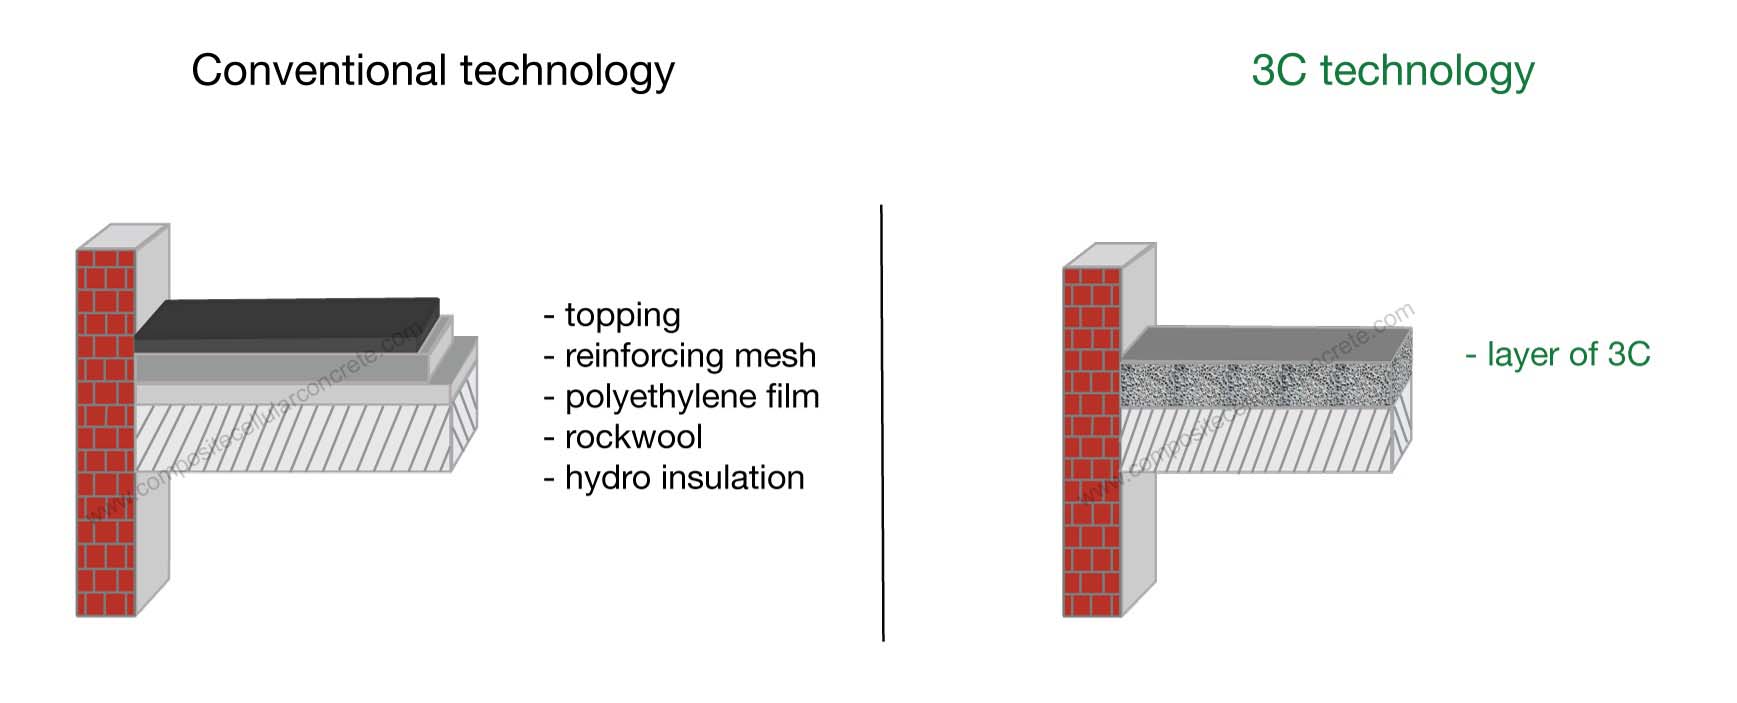 Conventional technology
3C technology
- topping
- reinforcing mesh
- polyethylene film
- rockwool
- hydro insulation
- layer of 3C
www.compositecellularconcrete.com
www.compositecellularconcrete.com